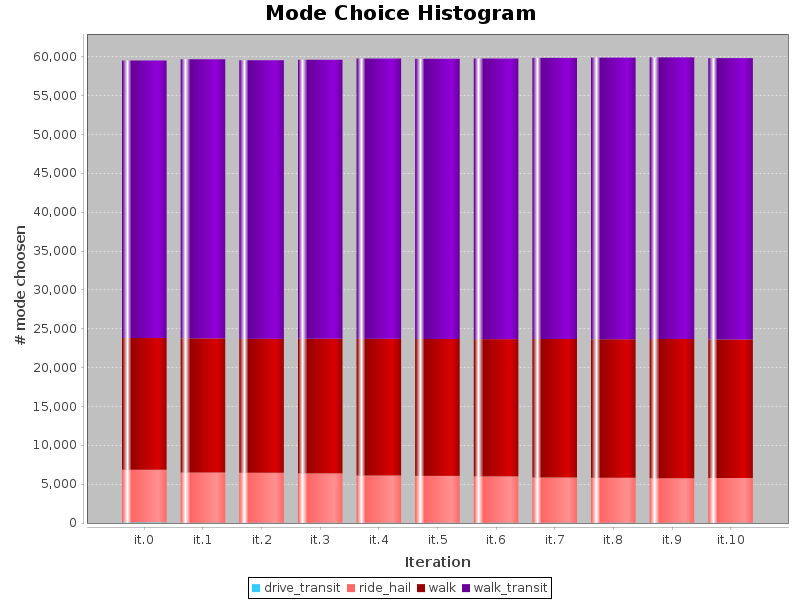 Mode Choice Histogram
60,000
55,000
50,000
45,000
40,000
35,000
30,000
25,000
20,000
15,000
10,000
5,000
0
# mode choosen
it.0 it.1 it.2 it.3 it.4 it.5 it.6 it.7 it.8 it.9 it.10
Iteration
drive_transit ride_hail walk walk_transit